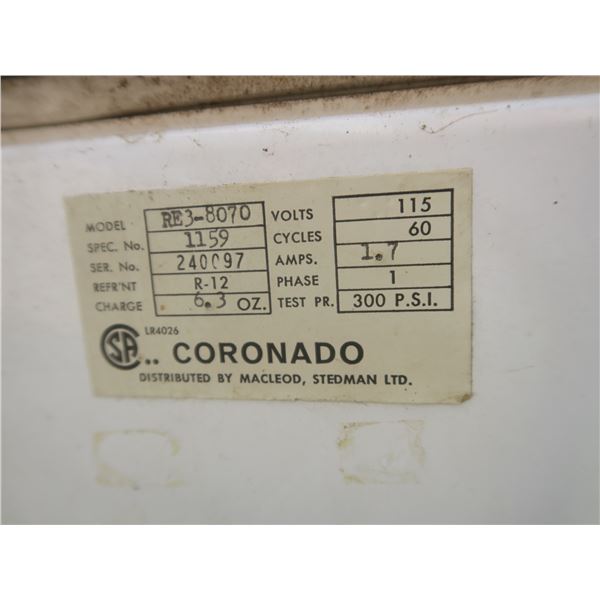 MODEL RE3-8070 VOLTS 115
SPEC. No. 1159 CYCLES 60
SER. No. 240097 AMPS. 1.7
REFR'NT R-12 PHASE 1
CHARGE 6.3 OZ. TEST PR. 300 P.S.I.
LR4026
SA .. CORONADO
DISTRIBUTED BY MACLEOD, STEDMAN LTD.